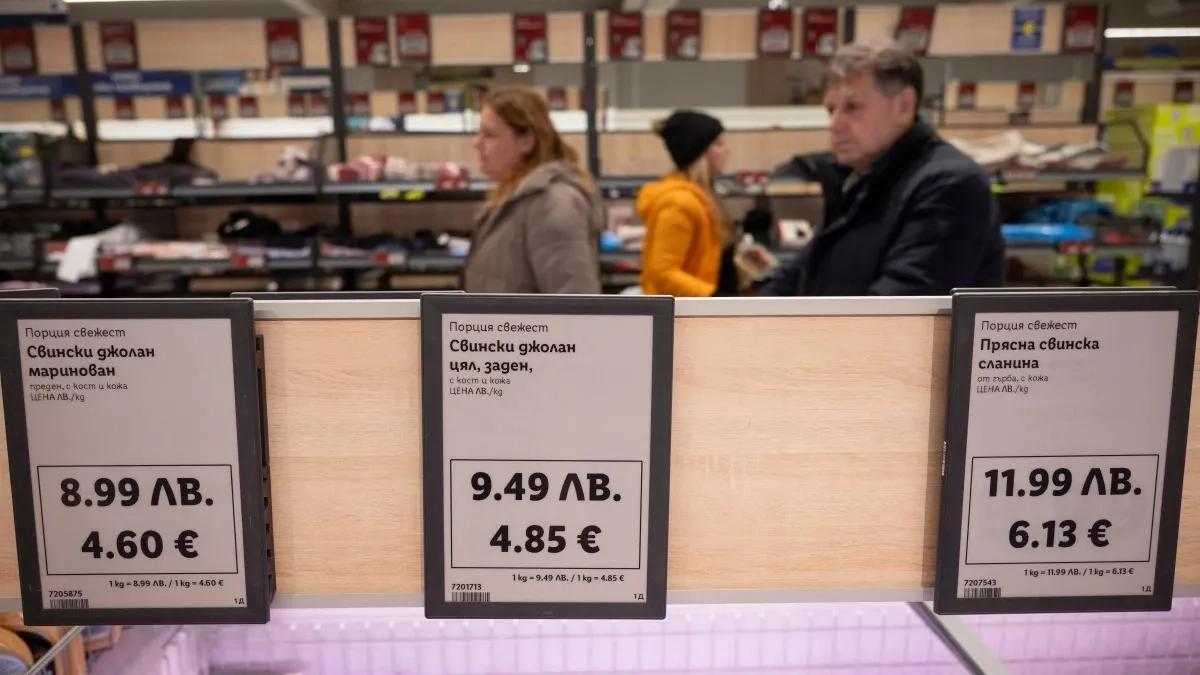 Порция свежест
Свински джолан
маринован
преден, с кост и кожа
ЦЕНА ЛВ./kg
8.99 ЛВ.
4.60 €
1 kg = 8.99 ЛВ. / 1 kg = 4.60 €
7205875
1Д
Порция свежест
Свински джолан
цял, заден,
с кост и кожа
ЦЕНА ЛВ./kg
9.49 ЛВ.
4.85 €
1 kg = 9.49 ЛВ. / 1 kg = 4.85 €
7201713
1Д
Порция свежест
Прясна свинска
сланина
от гърба, с кожа
ЦЕНА ЛВ./kg
11.99 ЛВ.
6.13 €
1 kg = 11.99 ЛВ. / 1 kg = 6.13 €
7207543
1Д